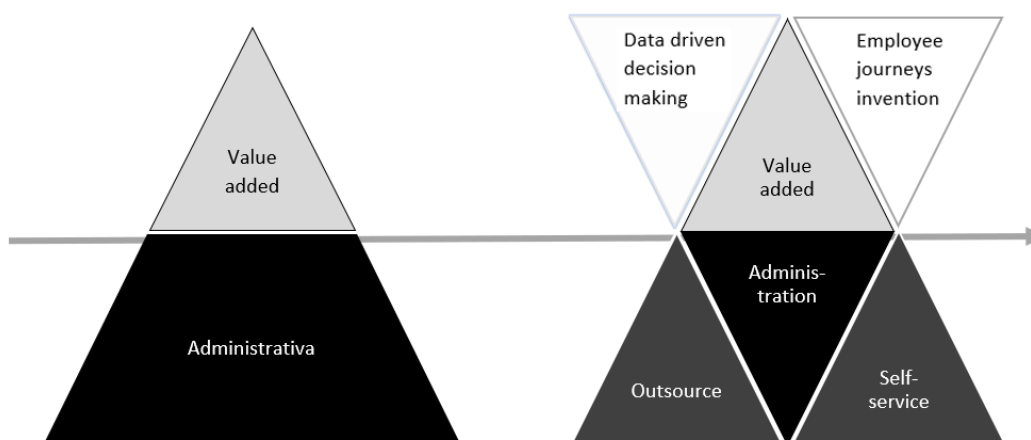 Value
added
Administrativa
Data driven
decision
making
Employee
journeys
invention
Value
added
Adminis-
tration
Outsource
Self-
service